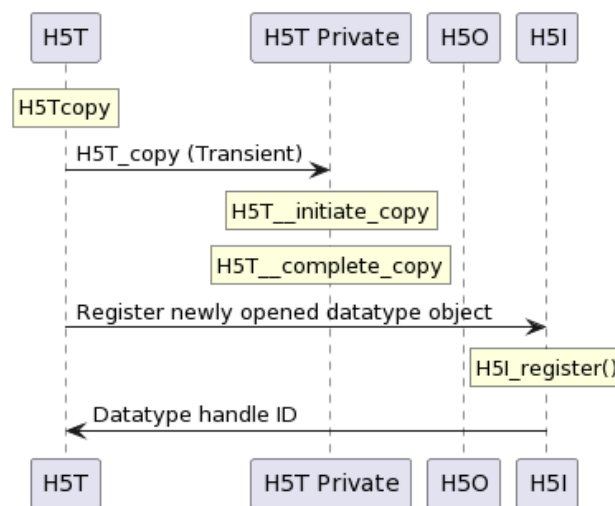 H5T H5T Private H5O H5I
H5Tcopy
H5T_copy (Transient)
H5T__initiate_copy
H5T__complete_copy
Register newly opened datatype object
H5I_register()
Datatype handle ID
H5T H5T Private H5O H5I